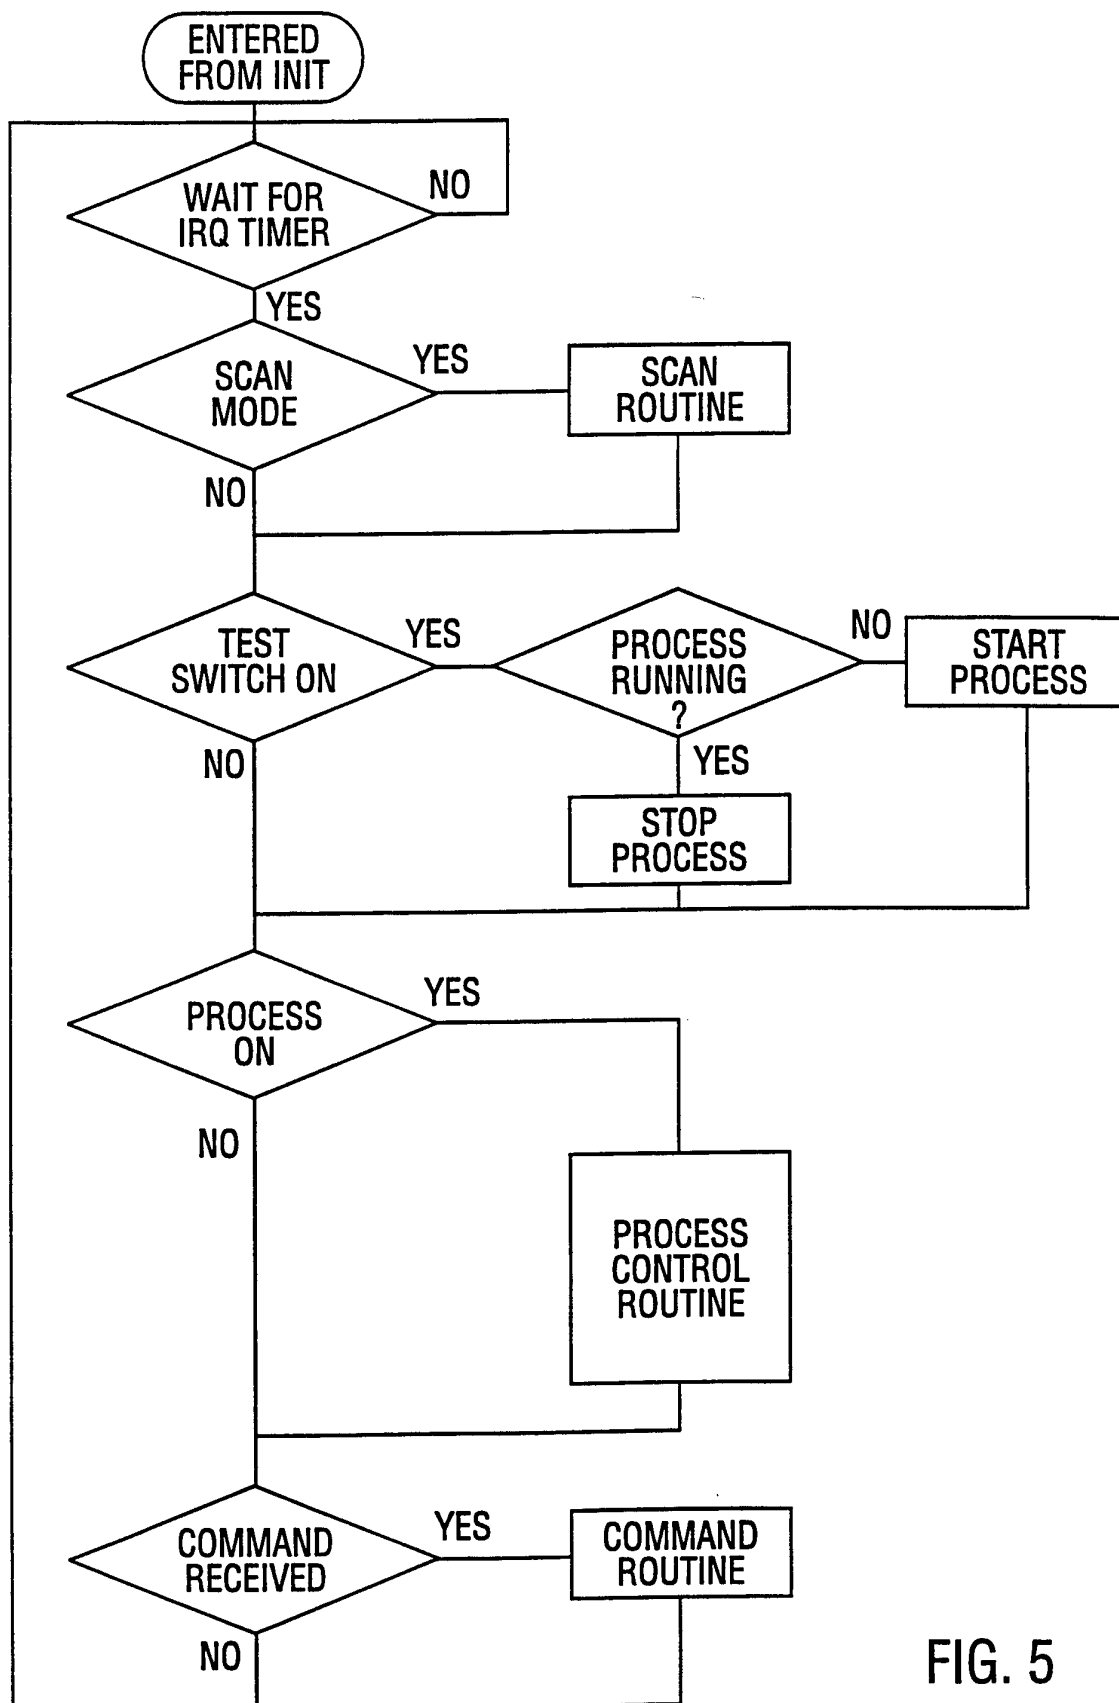 ENTERED
FROM INIT
WAIT FOR
IRQ TIMER
NO
YES
SCAN
MODE
YES
SCAN
ROUTINE
NO
TEST
SWITCH ON
YES
PROCESS
RUNNING
?
NO
START
PROCESS
NO
YES
STOP
PROCESS
PROCESS
ON
YES
NO
PROCESS
CONTROL
ROUTINE
COMMAND
RECEIVED
YES
COMMAND
ROUTINE
NO
FIG. 5